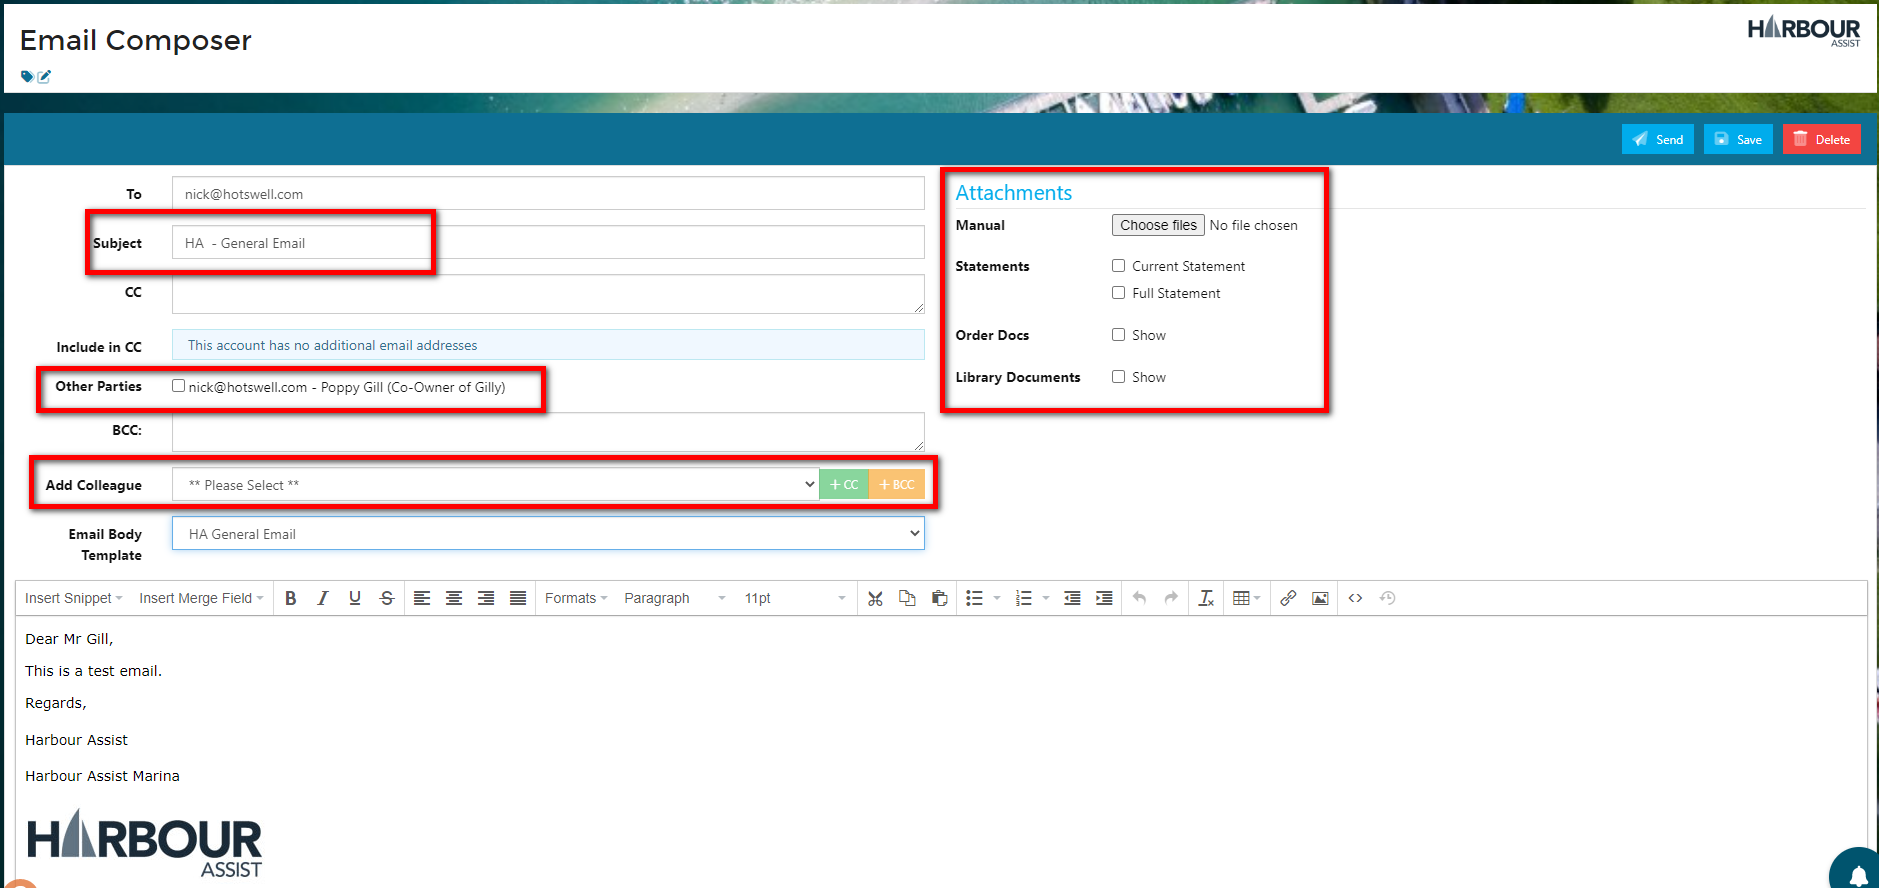 Email Composer
HARBOUR
ASSIST
Send Save Delete
To nick@hotswell.com
Subject HA  - General Email
CC
Include in CC This account has no additional email addresses
Other Parties nick@hotswell.com - Poppy Gill (Co-Owner of Gilly)
BCC:
Add Colleague ** Please Select ** + CC + BCC
Email Body
Template
HA General Email
Attachments
Manual Choose files No file chosen
Statements Current Statement
Full Statement
Order Docs Show
Library Documents Show
Insert Snippet Insert Merge Field B I U S Formats Paragraph 11pt
Dear Mr Gill,
This is a test email.
Regards,
Harbour Assist
Harbour Assist Marina
HARBOUR
ASSIST